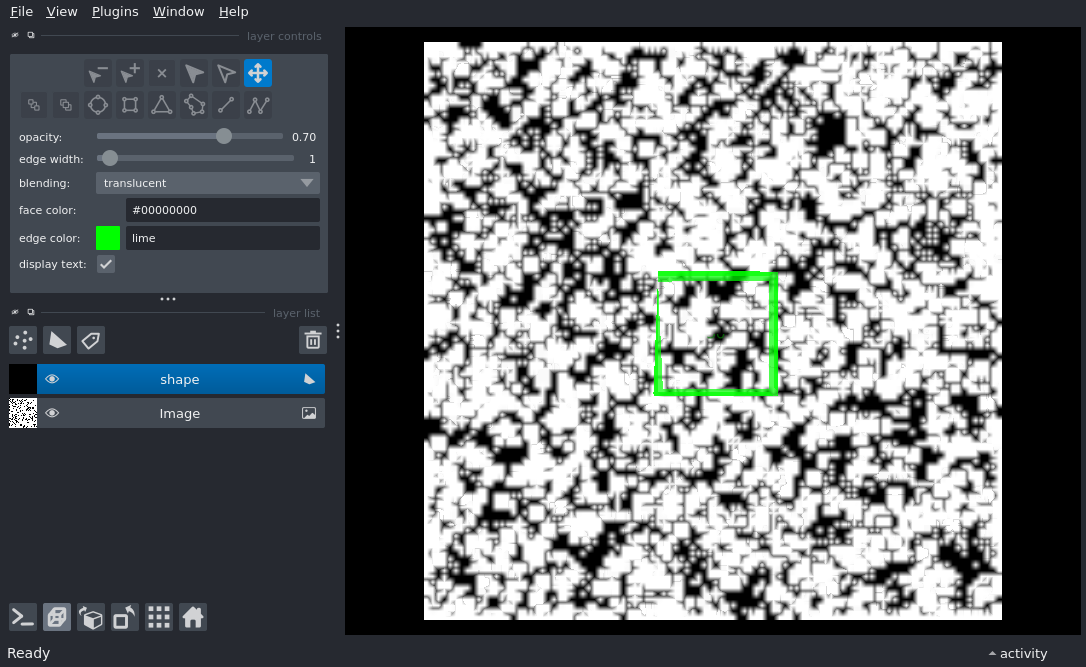 File View Plugins Window Help
layer controls
opacity: 0.70
edge width: 1
blending: translucent
face color: #00000000
edge color: lime
display text:
layer list
shape
Image
Ready
activity